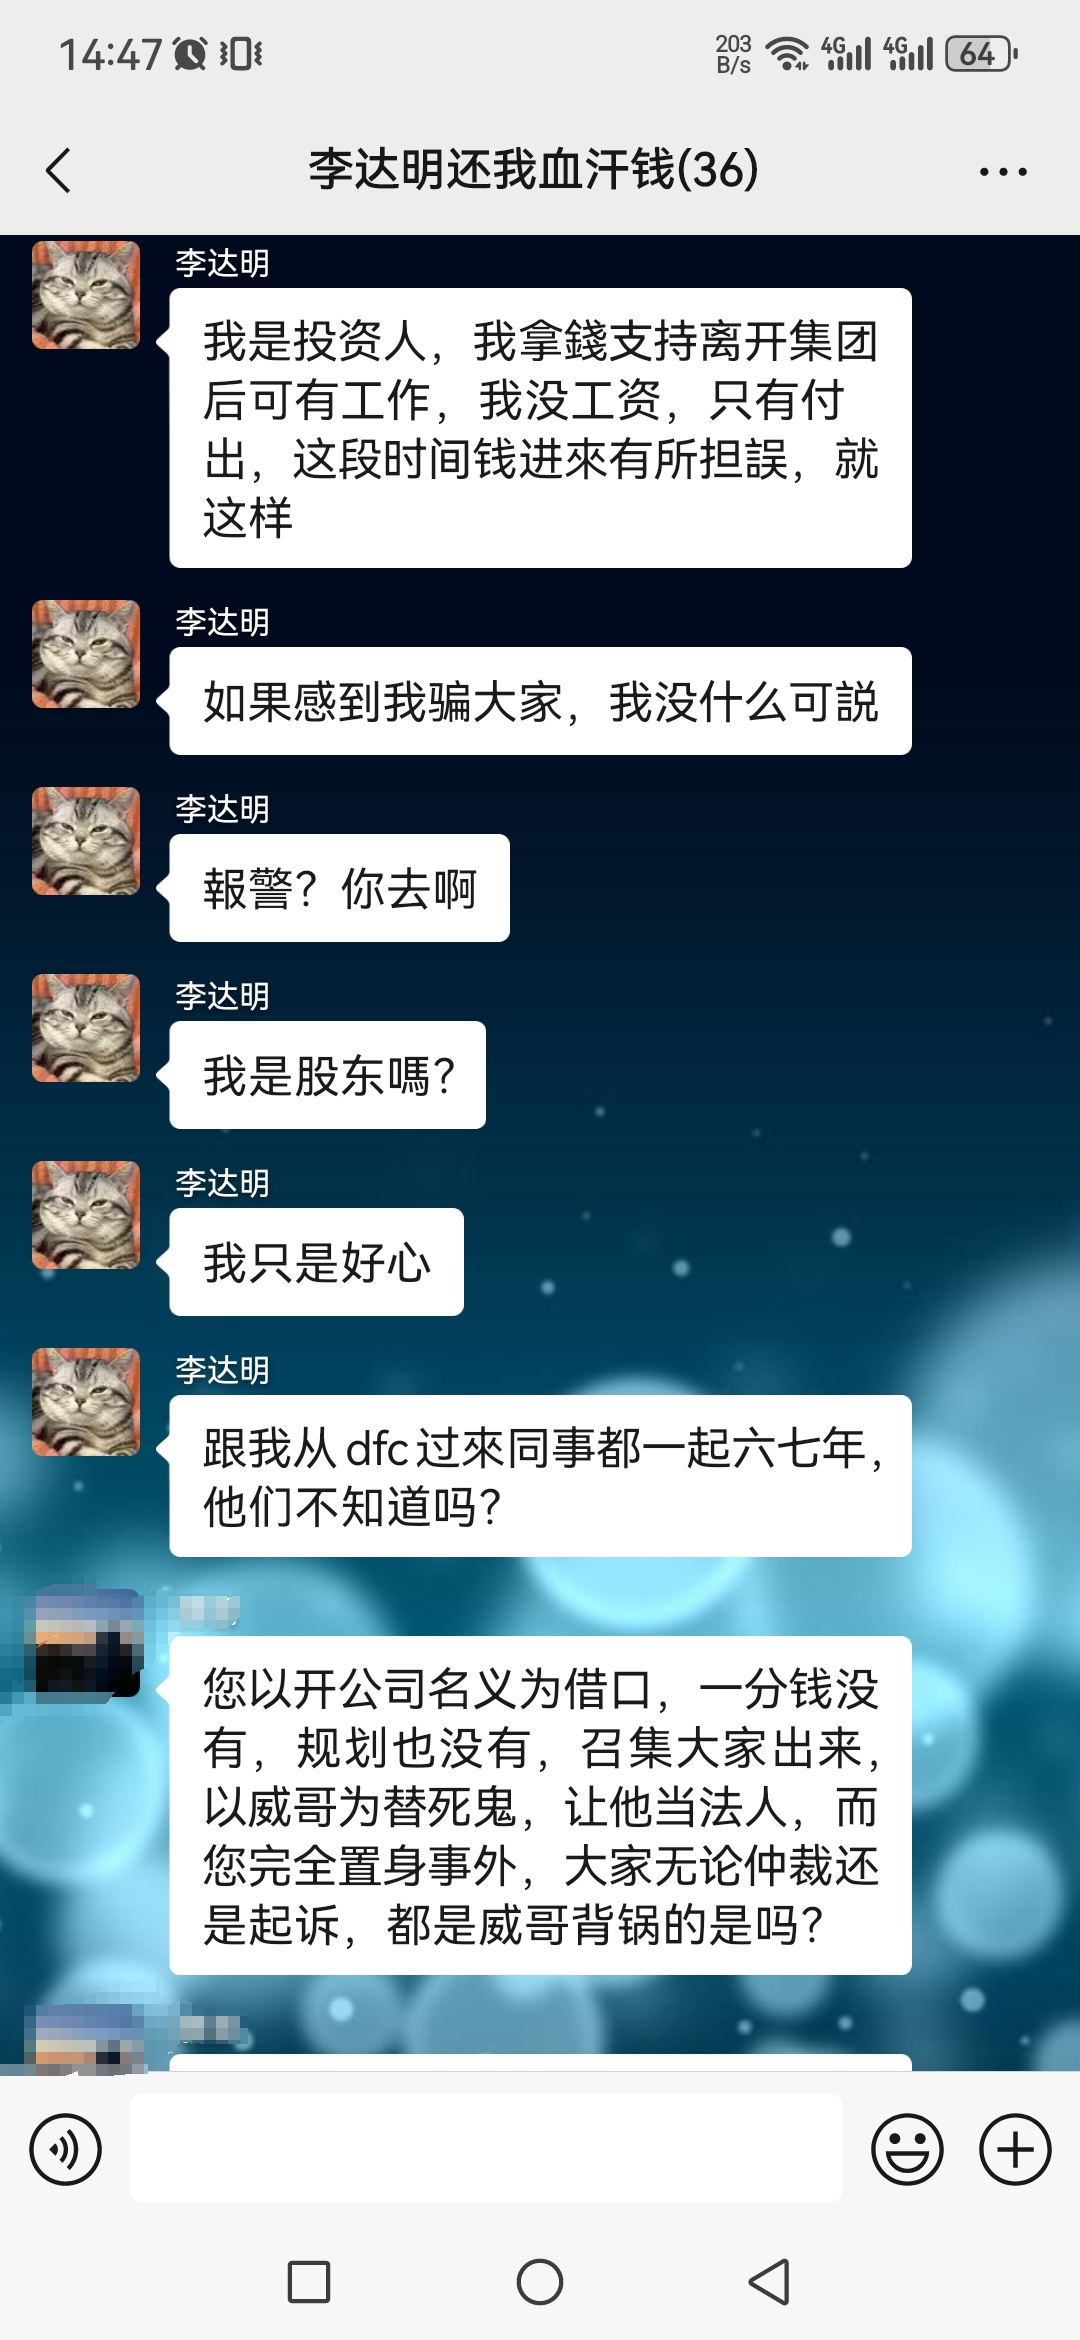 14:47
203
B/s
4G
4G
64
李达明还我血汗钱(36)
李达明
我是投资人，我拿錢支持离开集团
后可有工作，我没工资，只有付
出，这段时间钱进來有所担誤，就
这样
李达明
如果感到我骗大家，我没什么可説
李达明
報警？你去啊
李达明
我是股东嗎？
李达明
我只是好心
李达明
跟我从dfc过來同事都一起六七年，
他们不知道吗？
您以开公司名义为借口，一分钱没
有，规划也没有，召集大家出来，
以威哥为替死鬼，让他当法人，而
您完全置身事外，大家无论仲裁还
是起诉，都是威哥背锅的是吗？